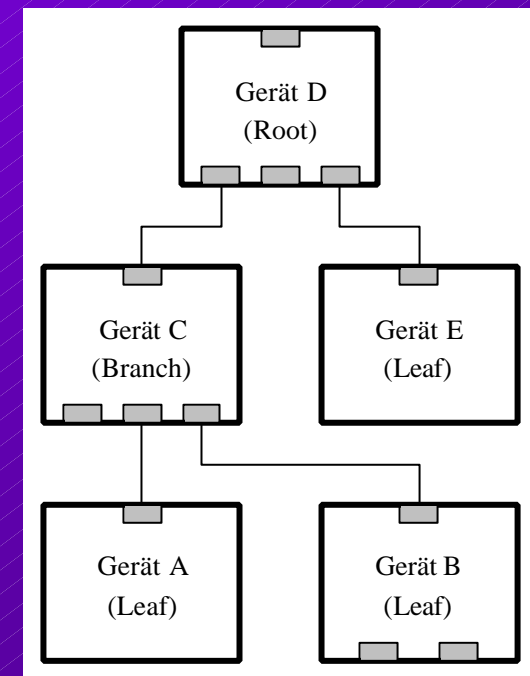 Gerät D
(Root)
Gerät C
(Branch)
Gerät E
(Leaf)
Gerät A
(Leaf)
Gerät B
(Leaf)